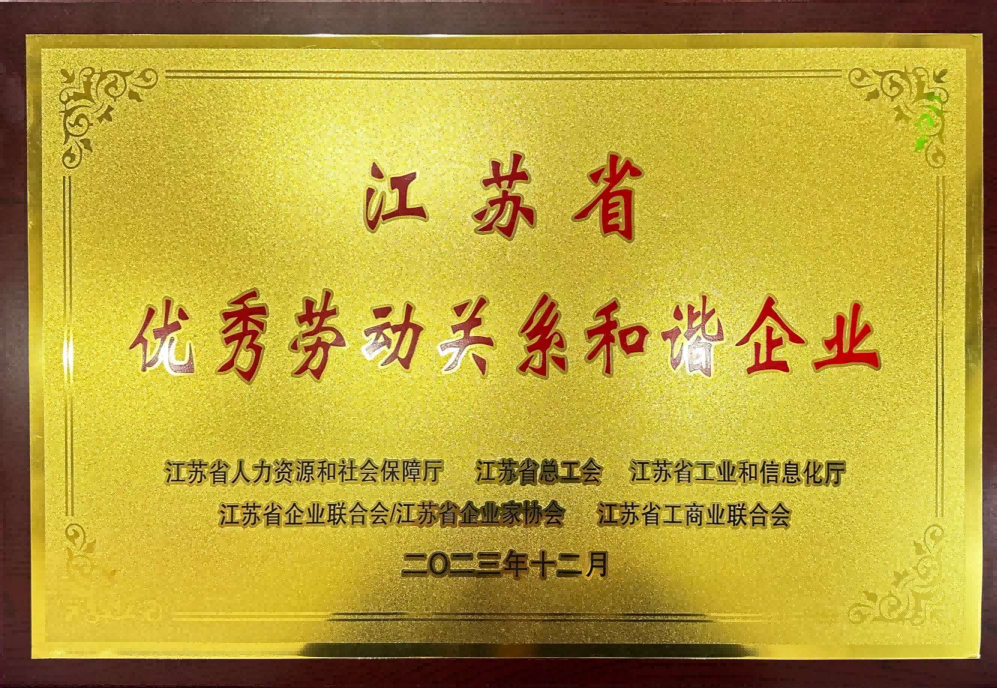 江苏省
优秀劳动关系和谐企业
江苏省人力资源和社会保障厅 江苏省总工会 江苏省工业和信息化厅
江苏省企业联合会/江苏省企业家协会 江苏省工商业联合会
二〇二三年十二月